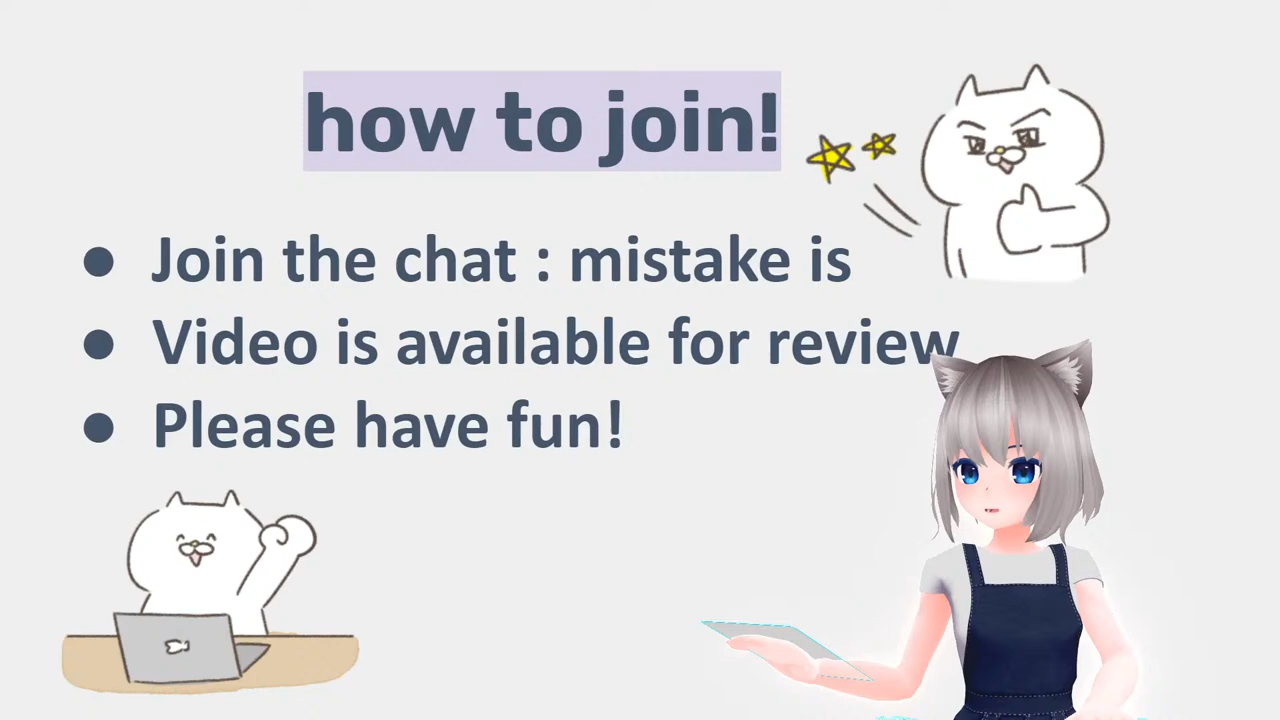 how to join!
Join the chat : mistake is
Video is available for review
Please have fun!